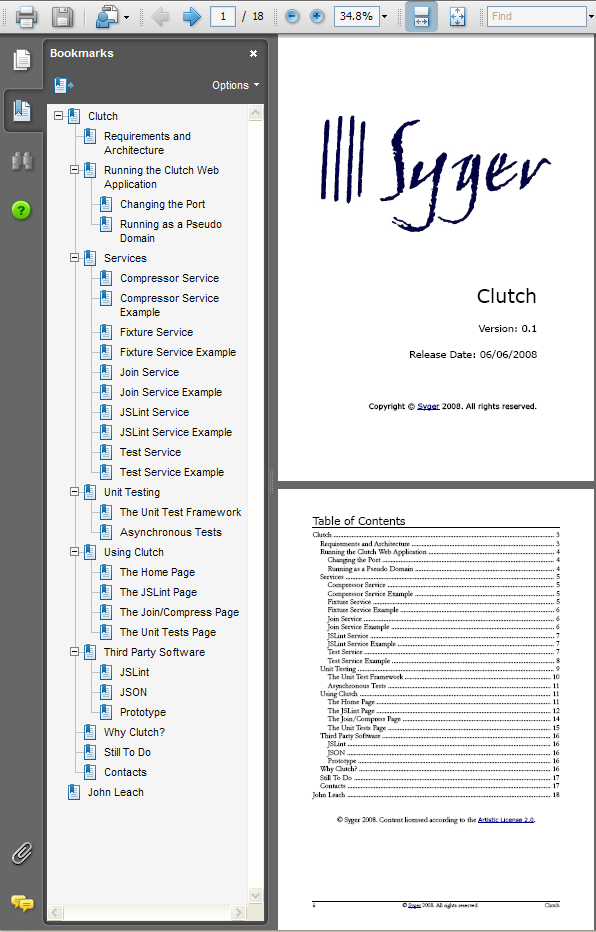 1 / 18 34.8% Find
Bookmarks
Options
Clutch
Requirements and
Architecture
Running the Clutch Web
Application
Changing the Port
Running as a Pseudo
Domain
Services
Compressor Service
Compressor Service
Example
Fixture Service
Fixture Service Example
Join Service
Join Service Example
JSLint Service
JSLint Service Example
Test Service
Test Service Example
Unit Testing
The Unit Test Framework
Asynchronous Tests
Using Clutch
The Home Page
The JSLint Page
The Join/Compress Page
The Unit Tests Page
Third Party Software
JSLint
JSON
Prototype
Why Clutch?
Still To Do
Contacts
John Leach
Syger
Clutch
Version: 0.1
Release Date: 06/06/2008
Copyright © Syger 2008. All rights reserved.
Table of Contents
Clutch 3
Requirements and Architecture 3
Running the Clutch Web Application 4
Changing the Port 4
Running as a Pseudo Domain 4
Services 5
Compressor Service 5
Compressor Service Example 5
Fixture Service 5
Fixture Service Example 6
Join Service 6
Join Service Example 6
JSLint Service 7
JSLint Service Example 7
Test Service 7
Test Service Example 8
Unit Testing 9
The Unit Test Framework 10
Asynchronous Tests 11
Using Clutch 11
The Home Page 11
The JSLint Page 12
The Join/Compress Page 14
The Unit Tests Page 15
Third Party Software 16
JSLint 16
JSON 16
Prototype 16
Why Clutch? 16
Still To Do 17
Contacts 17
John Leach 18
© Syger 2008. Content licensed according to the Artistic License 2.0.
© Syger 2008. All rights reserved. Clutch